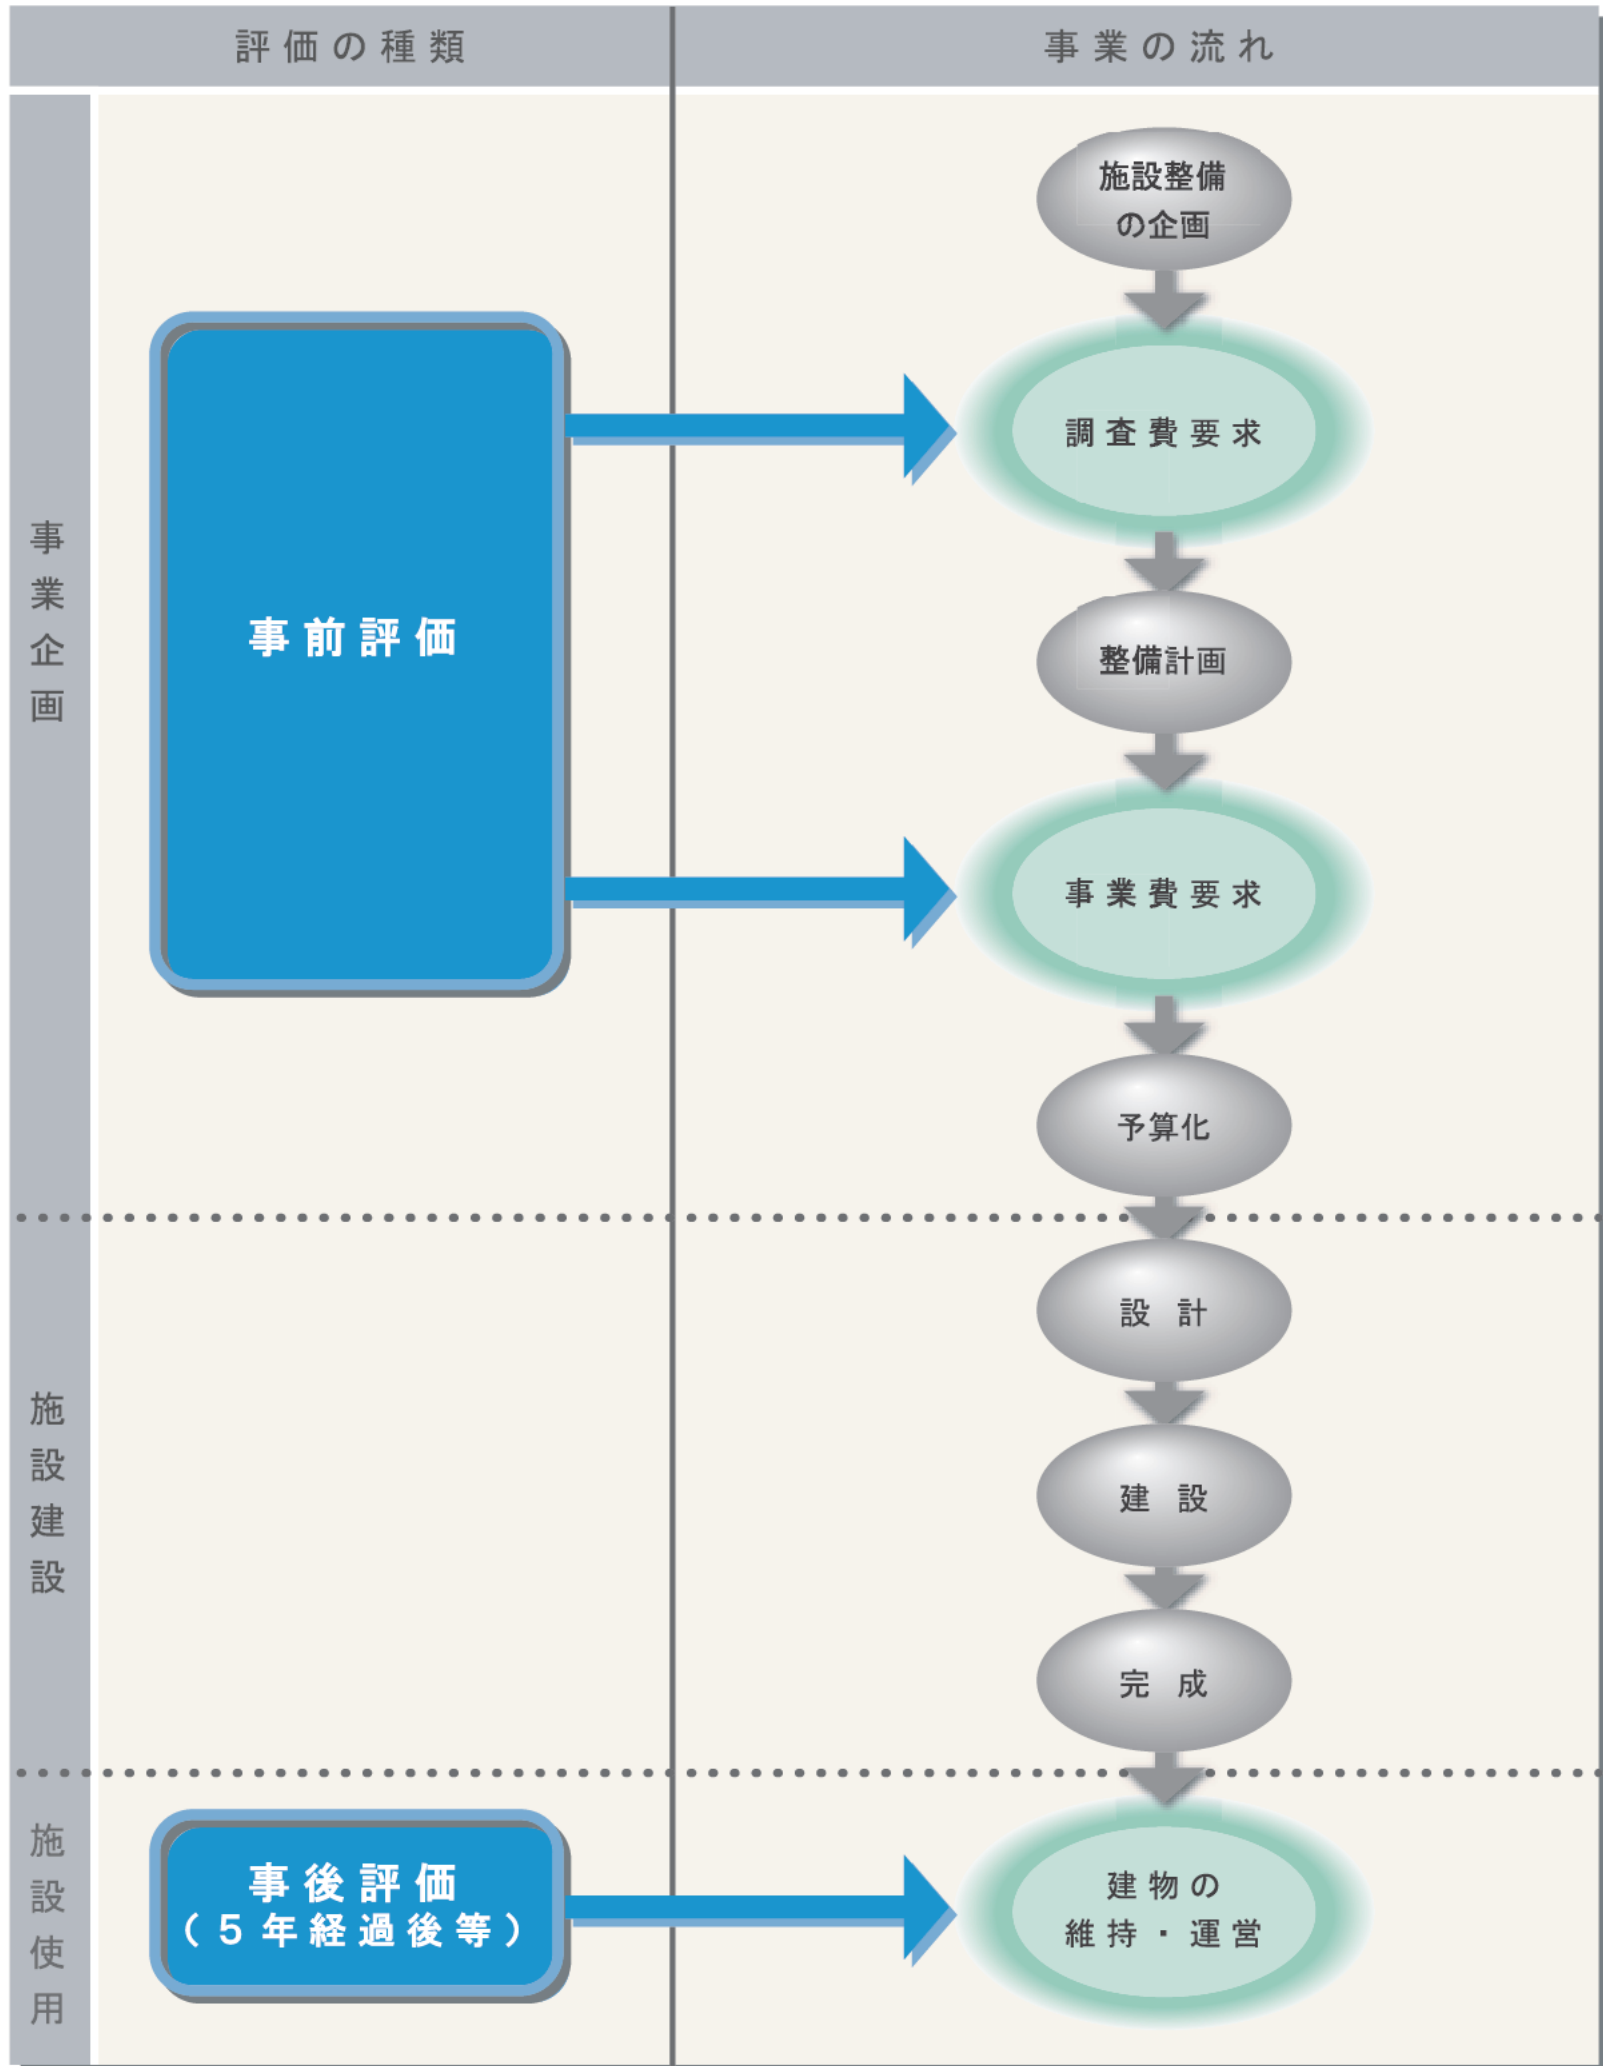 評価の種類
事業の流れ
事業企画
施設整備
の企画
調査費要求
事前評価
整備計画
事業費要求
予算化
施設建設
設計
建設
完成
施設使用
事後評価
（５年経過後等）
建物の
維持・運営